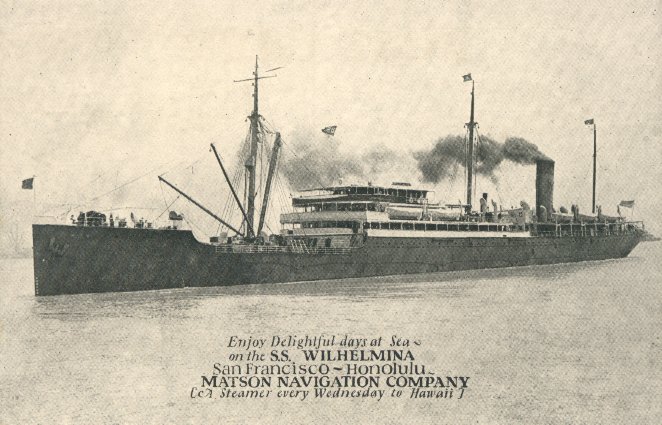 Enjoy Delightful days at Sea ~
on the S.S. WILHELMINA
San Francisco ~ Honolulu ~
MATSON NAVIGATION COMPANY
[A Steamer every Wednesday to Hawaii]